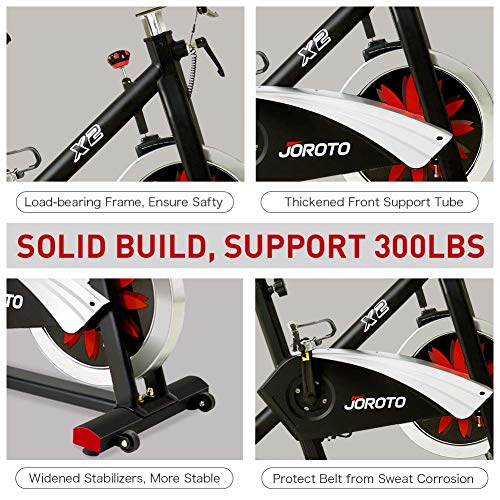 X2
X2
JOROTO
Load-bearing Frame, Ensure Safty
Thickened Front Support Tube
SOLID BUILD, SUPPORT 300LBS
X2
JOROTO
Widened Stabilizers, More Stable
Protect Belt from Sweat Corrosion